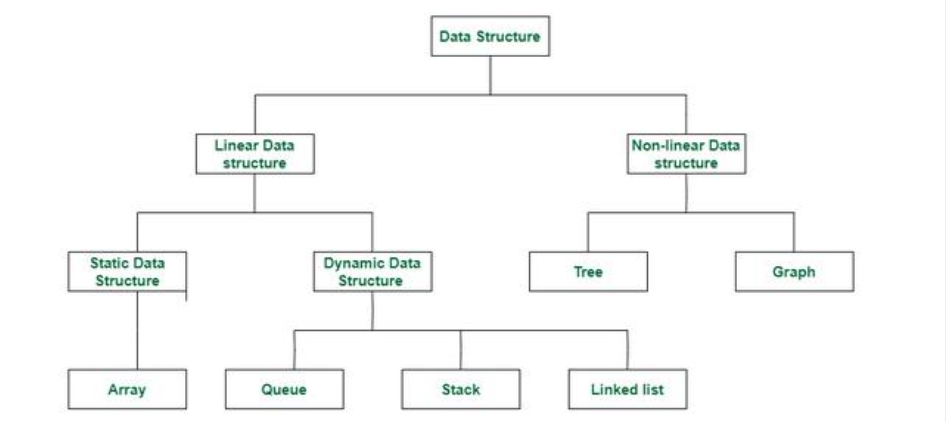 Data Structure
Linear Data
structure
Non-linear Data
structure
Static Data
Structure
Dynamic Data
Structure
Tree
Graph
Array
Queue
Stack
Linked list